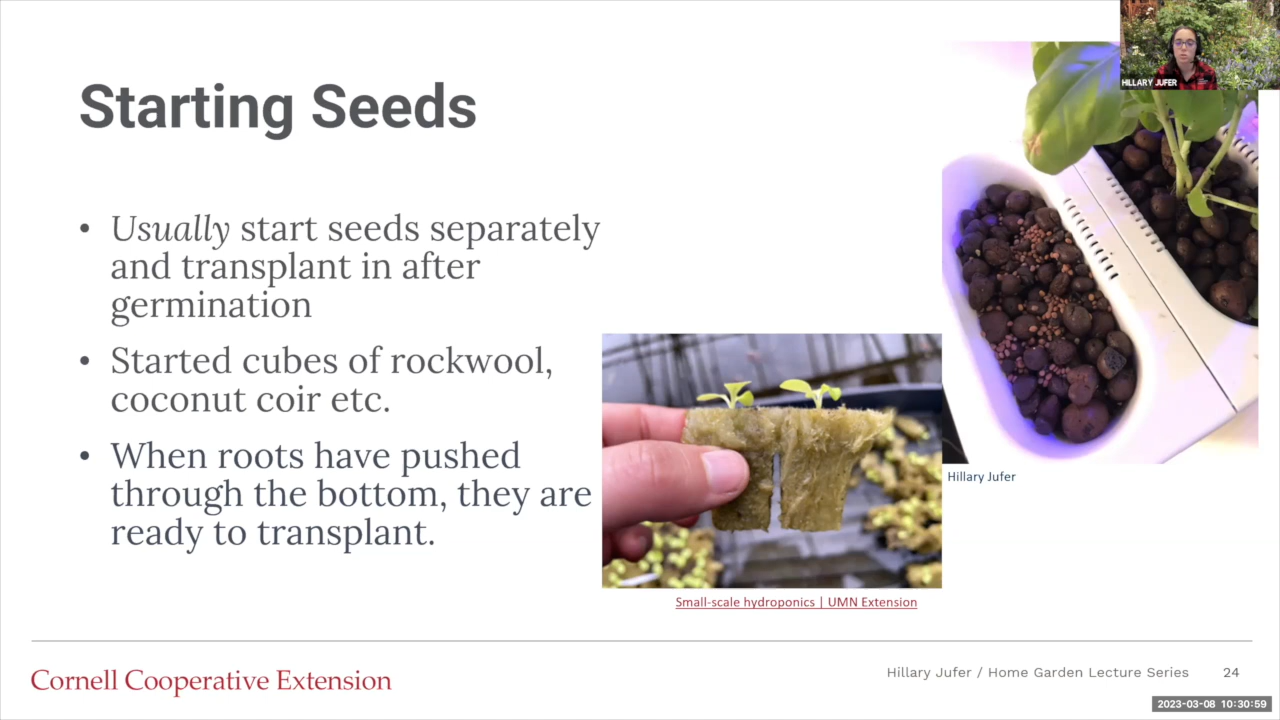 HILLARY JUFER
Starting Seeds
• Usually start seeds separately
and transplant in after
germination
• Started cubes of rockwool,
coconut coir etc.
• When roots have pushed
through the bottom, they are
ready to transplant.
Hillary Jufer
Small-scale hydroponics | UMN Extension
Cornell Cooperative Extension
Hillary Jufer / Home Garden Lecture Series 24
2023-03-08 10:30:59